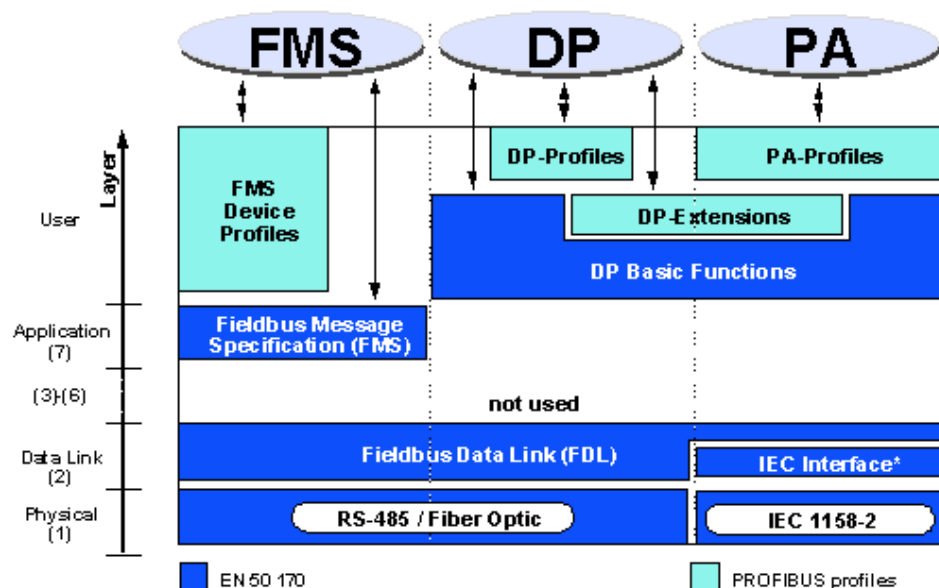 FMS
DP
PA
Layer
User
FMS
Device
Profiles
DP-Profiles
PA-Profiles
DP-Extensions
DP Basic Functions
Application
(7)
Fieldbus Message
Specification (FMS)
(3)-(6)
not used
Data Link
(2)
Fieldbus Data Link (FDL)
IEC Interface*
Physical
(1)
RS-485 / Fiber Optic
IEC 1158-2
EN 50 170
PROFIBUS profiles